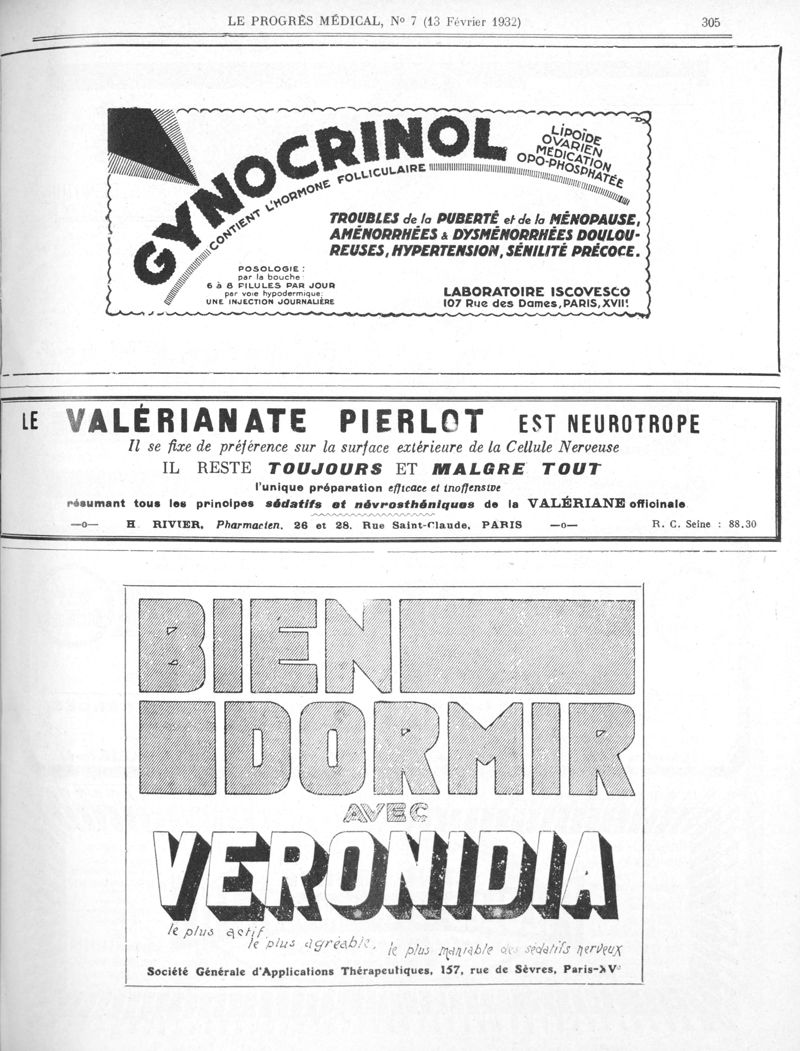 LE PROGRÈS MÉDICAL, Nº 7 (13 Février 1932)
305
GYNOCRINOL
CONTIENT L'HORMONE FOLLICULAIRE
LIPOÏDE
OVARIEN
MÉDICATION
OPO-PHOSPHATÉE
TROUBLES de la PUBERTÉ et de la MÉNOPAUSE,
AMÉNORRHÉES & DYSMÉNORRHÉES DOULOU-
REUSES, HYPERTENSION, SÉNILITÉ PRÉCOCE.
POSOLOGIE :
par la bouche
6 à 8 PILULES PAR JOUR
par voie hypodermique;
UNE INJECTION JOURNALIÈRE
LABORATOIRE ISCOVESCO
107 Rue des Dames, PARIS, XVIIe
LE VALÉRIANATE PIERLOT EST NEUROTROPE
Il se fixe de préférence sur la surface extérieure de la Cellule Nerveuse
IL RESTE TOUJOURS ET MALGRE TOUT
l'unique préparation efficace et inoffensive
résumant tous les principes sédatifs et névrosthéniques de la VALÉRIANE officinale
—o— H. RIVIER, Pharmacien, 26 et 28, Rue Saint-Claude, PARIS —o— R. C. Seine : 88.30
BIEN
DORMIR
AVEC
VERONIDIA
le plus actif.
le plus agréable.
le plus maniable des sédatifs nerveux
Société Générale d'Applications Thérapeutiques, 157, rue de Sèvres, Paris-XVe